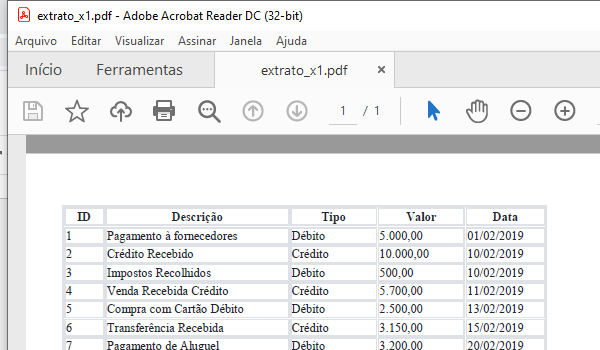 extrato_x1.pdf - Adobe Acrobat Reader DC (32-bit)
Arquivo Editar Visualizar Assinar Janela Ajuda
Início Ferramentas extrato_x1.pdf ×
1 / 1
ID Descrição Tipo Valor Data
1 Pagamento à fornecedores Débito 5.000,00 01/02/2019
2 Crédito Recebido Crédito 10.000,00 10/02/2019
3 Impostos Recolhidos Débito 500,00 10/02/2019
4 Venda Recebida Crédito Crédito 5.700,00 11/02/2019
5 Compra com Cartão Débito Débito 2.500,00 13/02/2019
6 Transferência Recebida Crédito 3.150,00 15/02/2019
7 Pagamento de Aluguel Débito 3.200,00 20/02/2019